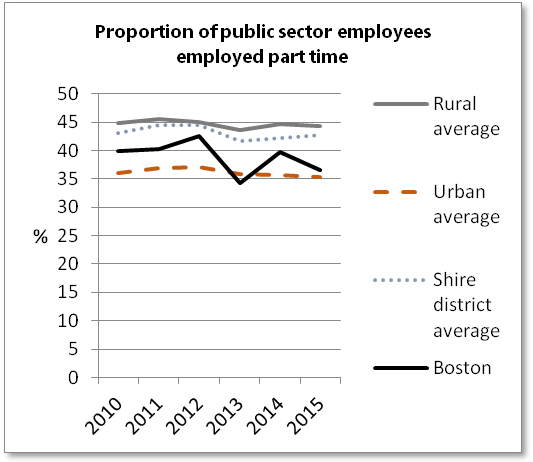 Proportion of public sector employees
employed part time
50
45
40
35
30
25
20
15
10
5
0
%
2010
2011
2012
2013
2014
2015
Rural
average
Urban
average
Shire
district
average
Boston